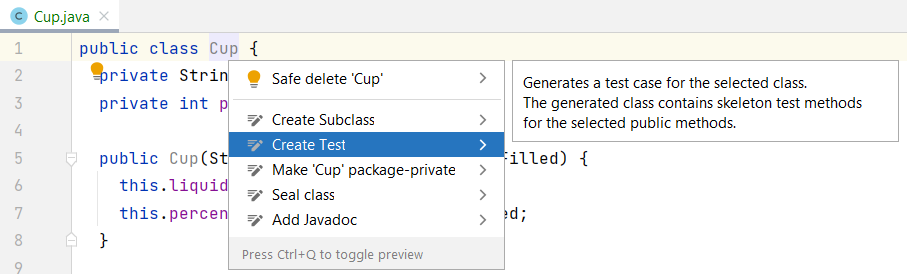 Cup.java
1 public class Cup {
2 private Strin
3 private int p
4
5 public Cup(St filled) {
6 this.liquid
7 this.percen ed;
8 }
Safe delete 'Cup'
Create Subclass
Create Test
Make 'Cup' package-private
Seal class
Add Javadoc
Press Ctrl+Q to toggle preview
Generates a test case for the selected class.
The generated class contains skeleton test methods
for the selected public methods.